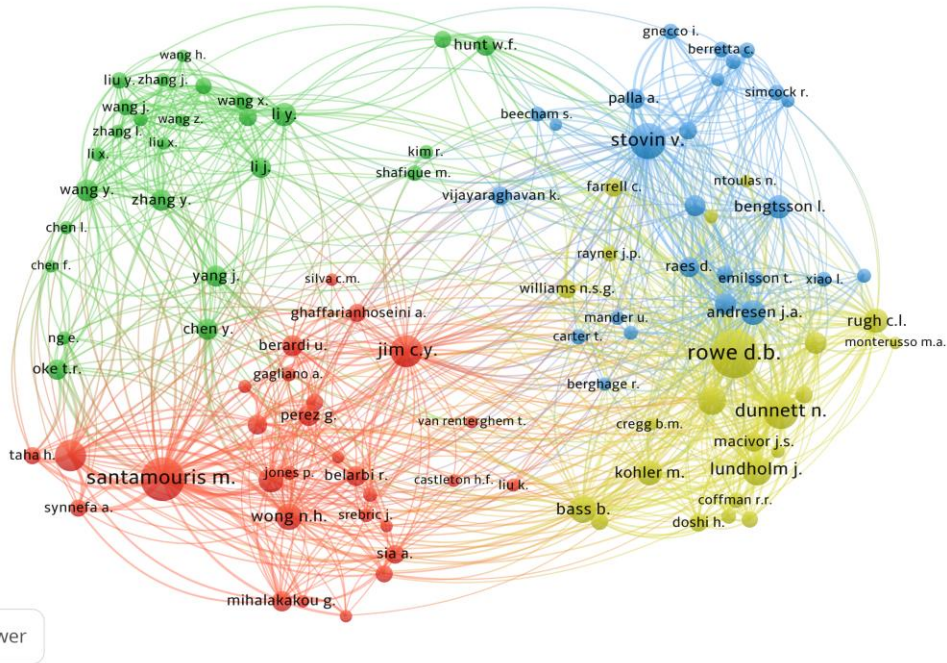 gnecco i.
hunt w.f.
berretta c.
wang h.
liu y.
zhang j.
simcock r.
wang x.
palla a.
wang j.
li y.
beecham s.
wang z.
zhang l.
stovin v.
liu x.
li x.
kim r.
li j.
shafique m.
ntoulas n.
wang y.
farrell c.
vijayaraghavan k.
zhang y.
bengtsson l.
chen l.
rayner j.p.
chen f.
raes d.
yang j.
silva c.m.
emilsson t.
xiao l.
williams n.s.g.
ghaffarianhoseini a.
andresen j.a.
mander u.
rugh c.l.
chen y.
carter t.
ng e.
monterusso m.a.
berardi u.
jim c.y.
rowe d.b.
oke t.r.
gagliano a.
berghage r.
dunnett n.
perez g.
van renterghem t.
cregg b.m.
macivor j.s.
taha h.
lundholm j.
kohler m.
jones p.
belarbi r.
santamouris m.
castleton h.f.
liu k.
coffman r.r.
synnefa a.
bass b.
srebric j.
wong n.h.
doshi h.
sia a.
mihalakakou g.
wer